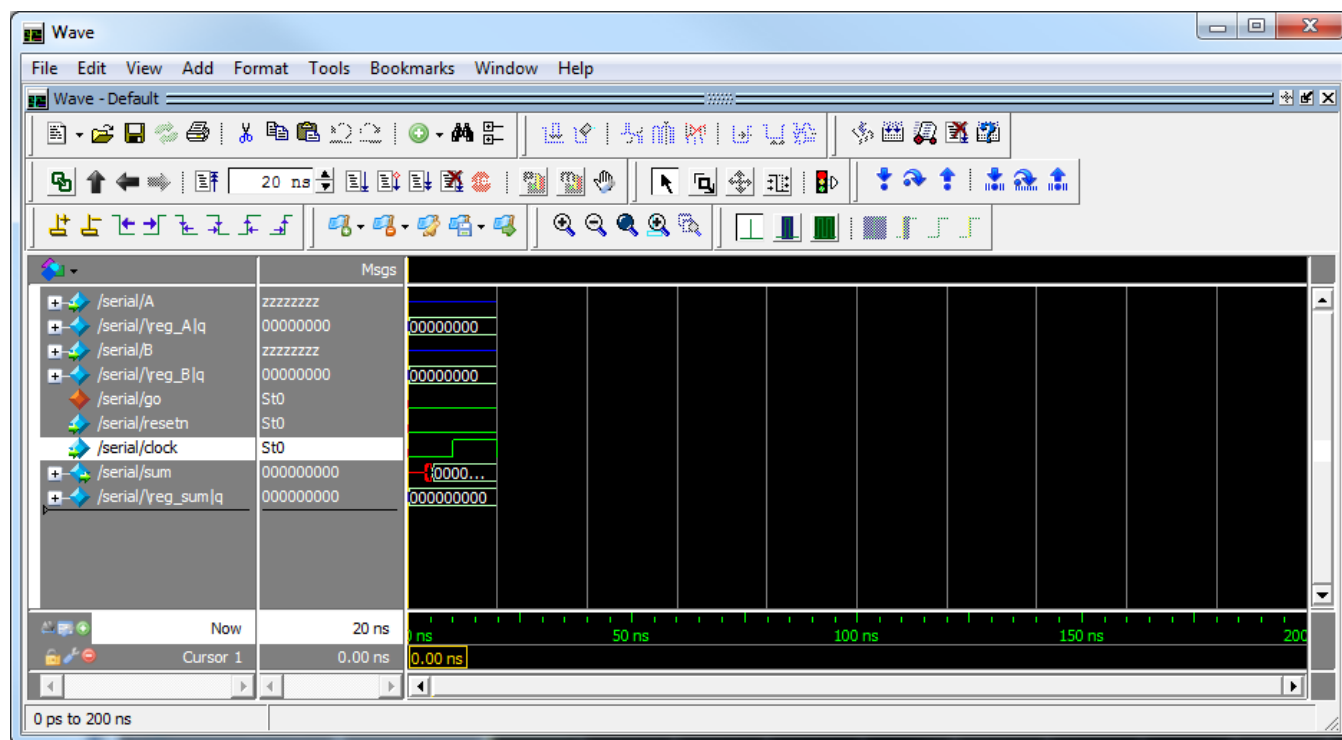 Wave
File Edit View Add Format Tools Bookmarks Window Help
Wave - Default
20 ns
Msgs
/serial/A zzzzzzzz
/serial/\reg_A|q 00000000 00000000
/serial/B zzzzzzzz
/serial/\reg_B|q 00000000 00000000
/serial/go St0
/serial/resetn St0
/serial/clock St0
/serial/sum 000000000 0000...
/serial/\reg_sum|q 000000000 000000000
Now 20 ns ns 50 ns 100 ns 150 ns 200
Cursor 1 0.00 ns 0.00 ns
0 ps to 200 ns